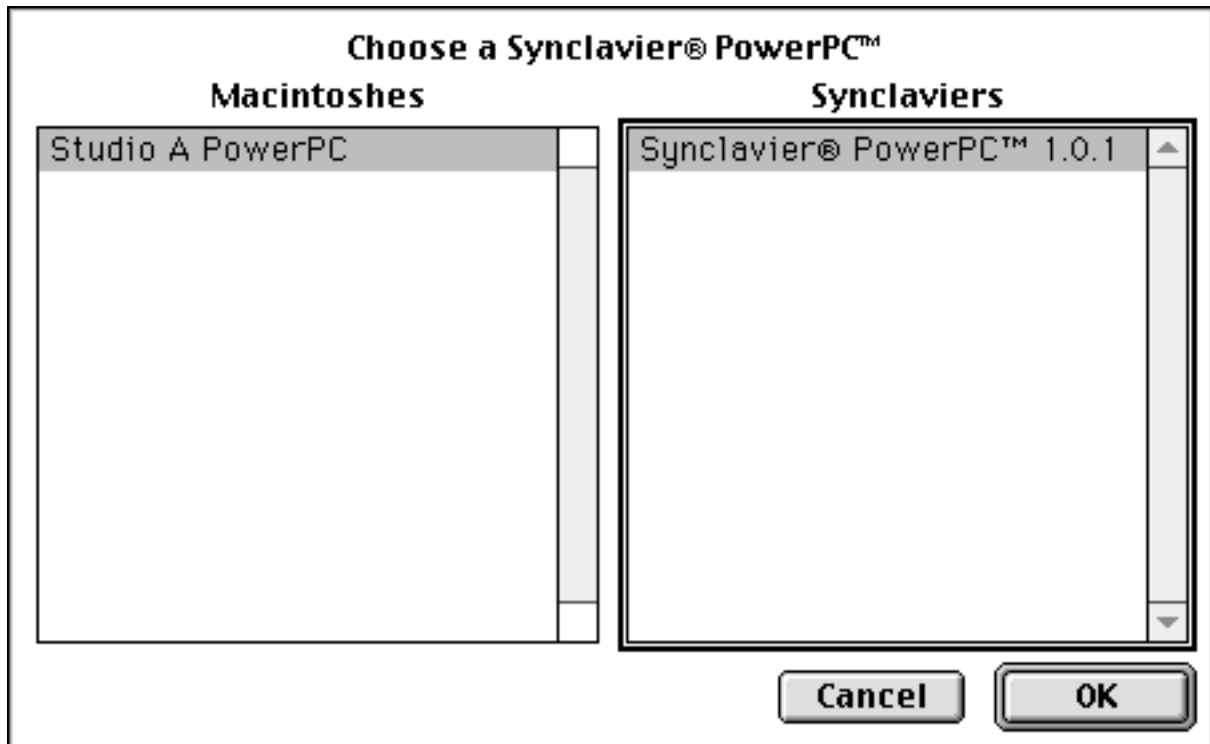 Choose a Synclavier® PowerPC™
Macintoshes
Synclaviers
Studio A PowerPC
Synclavier® PowerPC™ 1.0.1
Cancel
OK